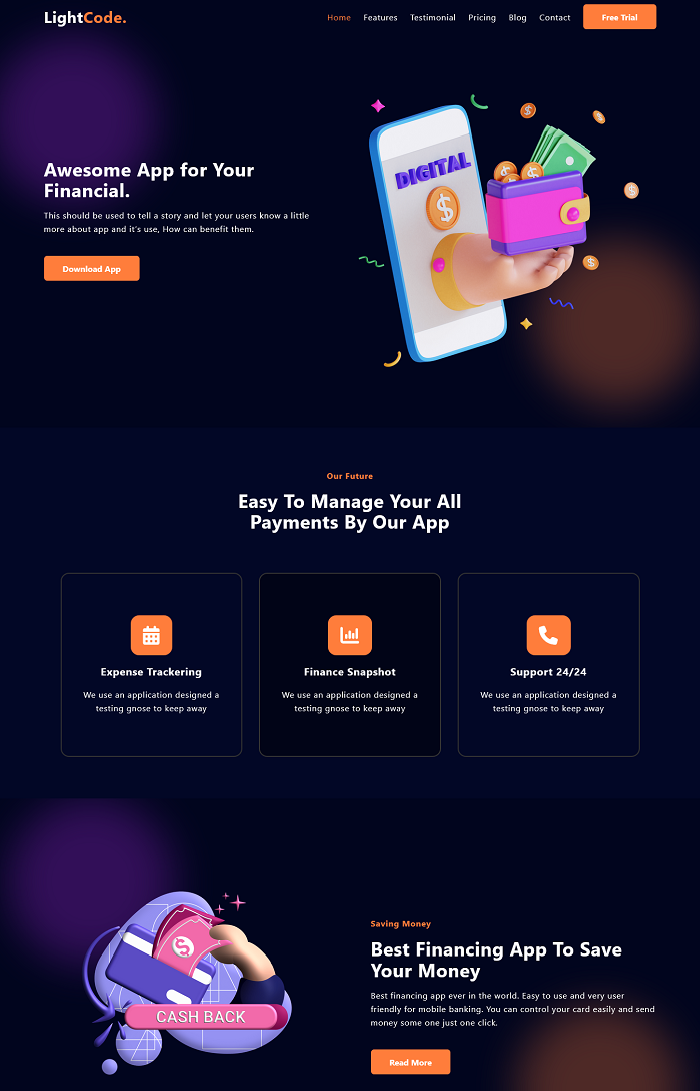 LightCode.
Home Features Testimonial Pricing Blog Contact Free Trial
DIGITAL
Awesome App for Your
Financial.
This should be used to tell a story and let your users know a little
more about app and it's use, How can benefit them.
Download App
Our Future
Easy To Manage Your All
Payments By Our App
Expense Trackering
We use an application designed a
testing gnose to keep away
Finance Snapshot
We use an application designed a
testing gnose to keep away
Support 24/24
We use an application designed a
testing gnose to keep away
CASH BACK
Saving Money
Best Financing App To Save
Your Money
Best financing app ever in the world. Easy to use and very user
friendly for mobile banking. You can control your card easily and send
money some one just one click.
Read More